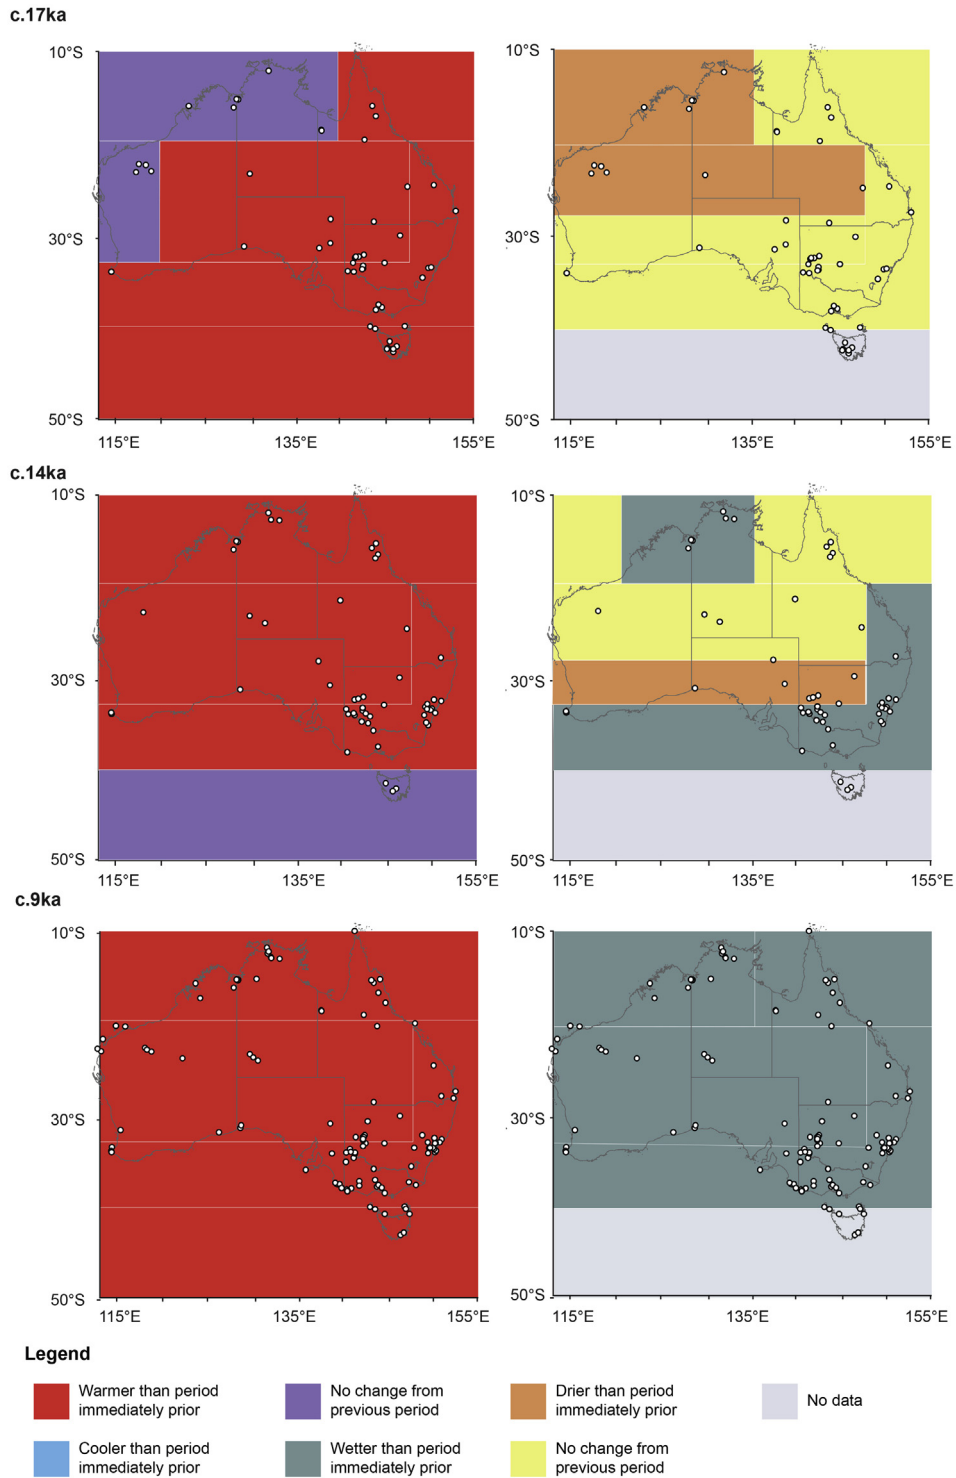 c.17ka
10°S
30°S
50°S
115°E 135°E 155°E
10°S
30°S
50°S
115°E 135°E 155°E
c.14ka
10°S
30°S
50°S
115°E 135°E 155°E
10°S
30°S
50°S
115°E 135°E 155°E
c.9ka
10°S
30°S
50°S
115°E 135°E 155°E
10°S
30°S
50°S
115°E 135°E 155°E
Legend
Warmer than period
immediately prior
No change from
previous period
Drier than period
immediately prior
No data
Cooler than period
immediately prior
Wetter than period
immediately prior
No change from
previous period